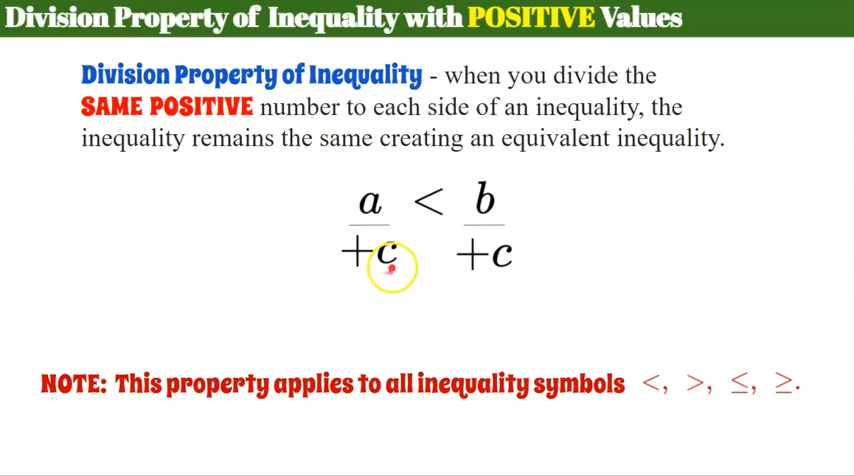 Division Property of Inequality with POSITIVE Values
Division Property of Inequality - when you divide the
SAME POSITIVE number to each side of an inequality, the
inequality remains the same creating an equivalent inequality.
a < b
+c +c
NOTE: This property applies to all inequality symbols <, >, ≤, ≥.